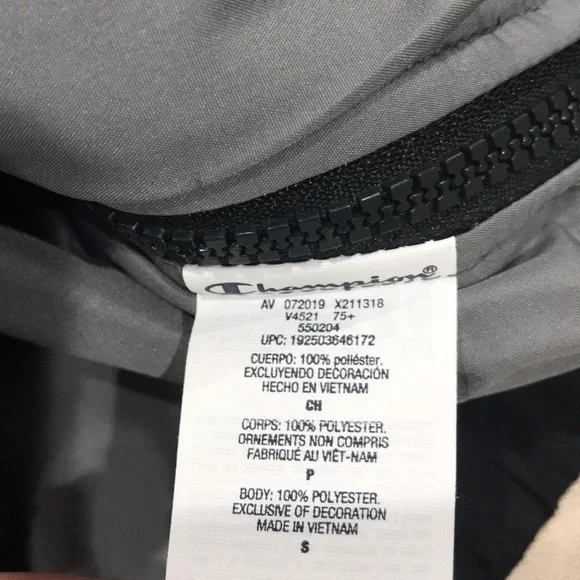 Champion®
AV 072019 X211318
V4521 75+
550204
UPC: 192503646172
CUERPO: 100% poliéster.
EXCLUYENDO DECORACIÓN
HECHO EN VIETNAM
CH
CORPS: 100% POLYESTER.
ORNEMENTS NON COMPRIS
FABRIQUÉ AU VIÊT-NAM
P
BODY: 100% POLYESTER.
EXCLUSIVE OF DECORATION
MADE IN VIETNAM
S